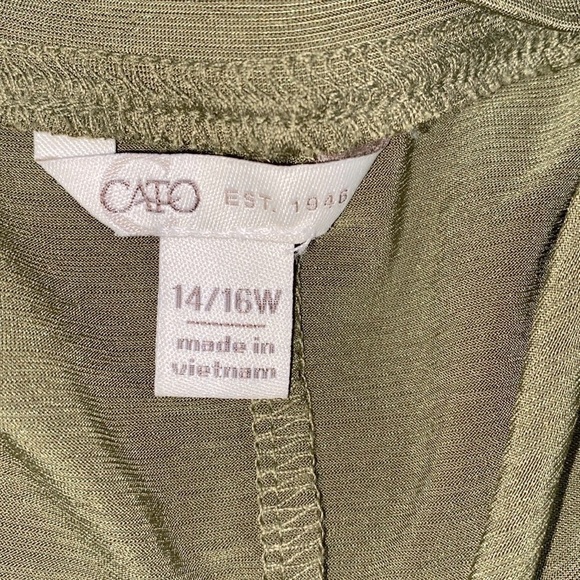 CATO EST. 1946
14/16W
made in
vietnam